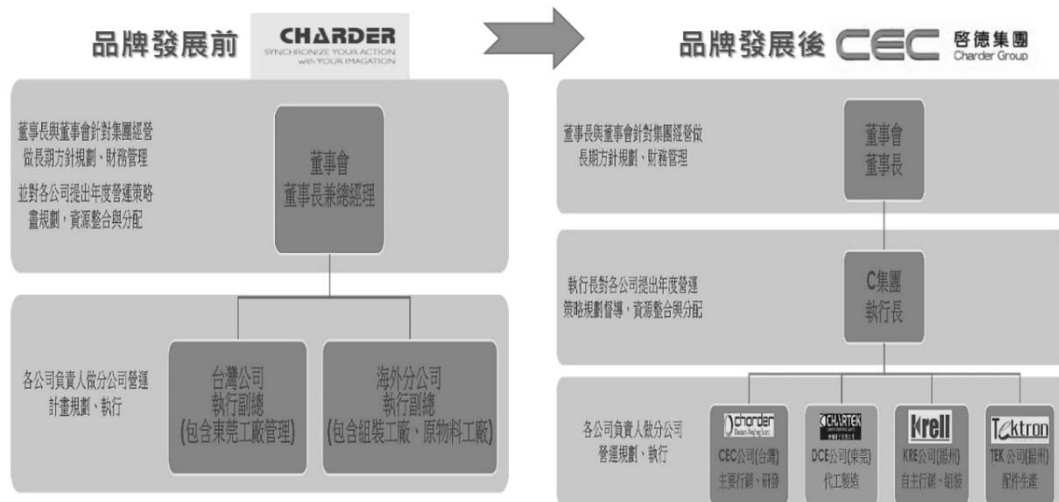 品牌發展前
CHARDER
SYNCHRONIZE YOUR ACTION
with YOUR IMAGATION
董事長與董事會針對集團經營
做長期方針規劃、財務管理
並對各公司提出年度營運策略
畫規劃，資源整合與分配
董事會
董事長兼總經理
各公司負責人做分公司營運
計畫規劃、執行
台灣公司
執行副總
(包含東莞工廠管理)
海外分公司
執行副總
(包含組裝工廠、原物料工廠)
品牌發展後
CEC
啓德集團
Charder Group
董事長與董事會針對集團經營做
長期方針規劃、財務管理
董事會
董事長
執行長對各公司提出年度營運
策略規劃督導，資源整合與分配
C集團
執行長
各公司負責人做分公司
營運規劃、執行
charder
CEC公司(台灣)
主要行銷、研發
CHARTEK
DCE公司(東莞)
代工製造
Krell
KRE公司(揚州)
自主行銷、組裝
Tektron
TEK 公司(揚州)
配件生產